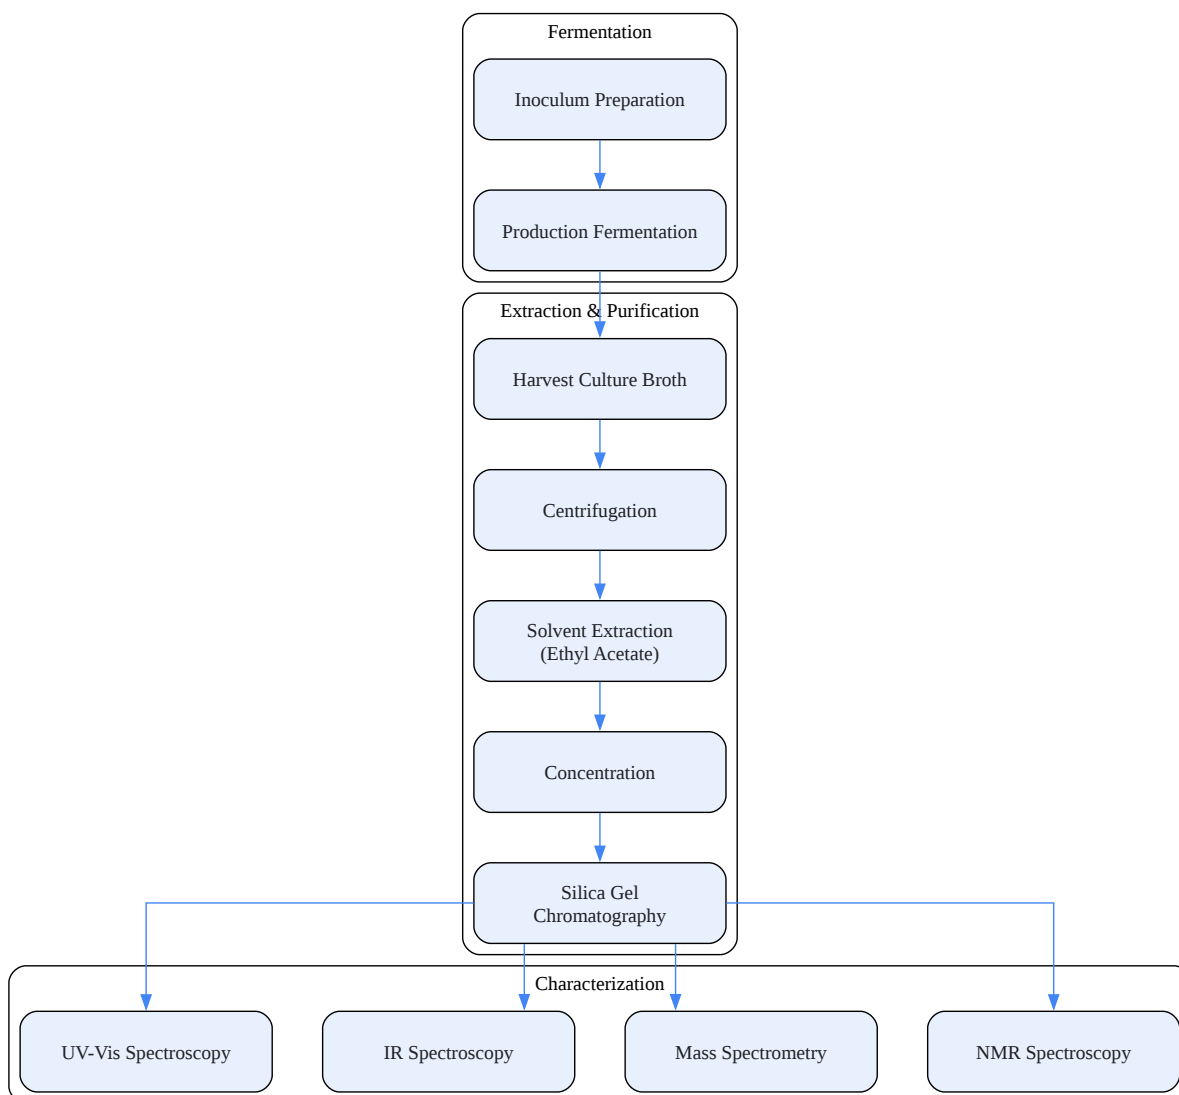 Fermentation
Inoculum Preparation
Production Fermentation
Extraction & Purification
Harvest Culture Broth
Centrifugation
Solvent Extraction
(Ethyl Acetate)
Concentration
Silica Gel
Chromatography
Characterization
UV-Vis Spectroscopy
IR Spectroscopy
Mass Spectrometry
NMR Spectroscopy